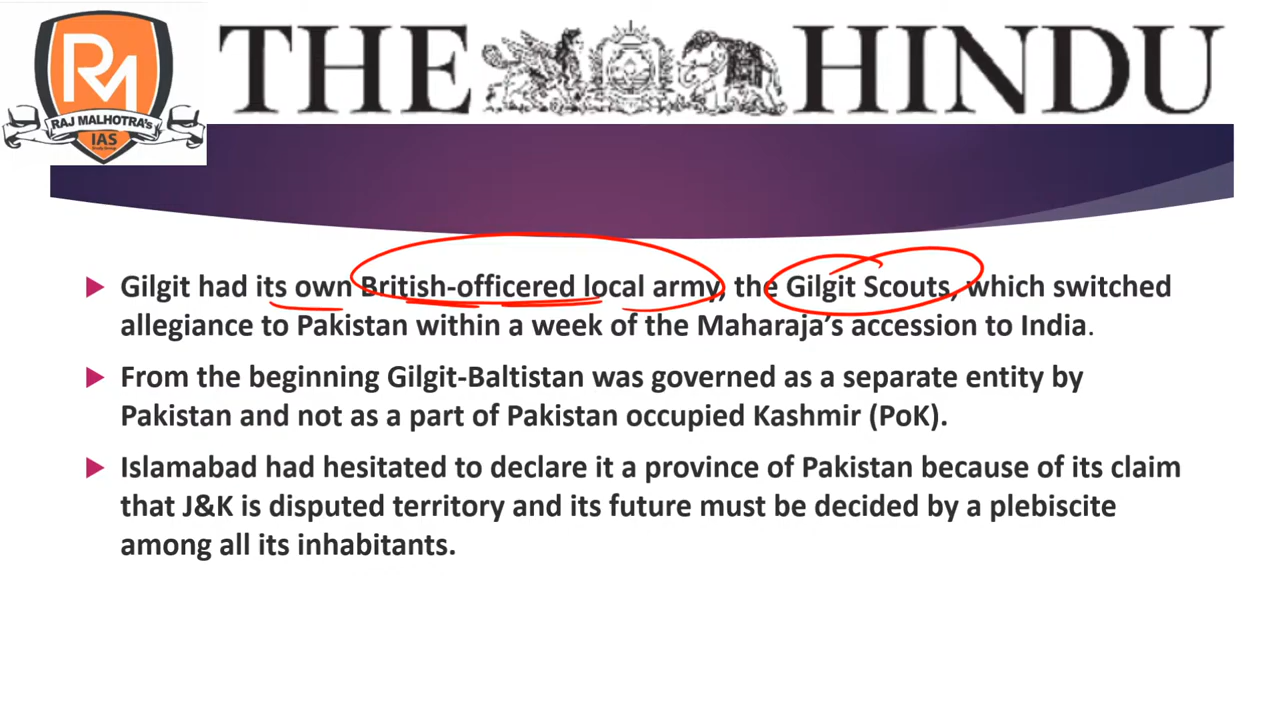 RM
RAJ MALHOTRA'S
IAS
THE HINDU
Gilgit had its own British-officered local army, the Gilgit Scouts, which switched
allegiance to Pakistan within a week of the Maharaja's accession to India.
From the beginning Gilgit-Baltistan was governed as a separate entity by
Pakistan and not as a part of Pakistan occupied Kashmir (PoK).
Islamabad had hesitated to declare it a province of Pakistan because of its claim
that J&K is disputed territory and its future must be decided by a plebiscite
among all its inhabitants.